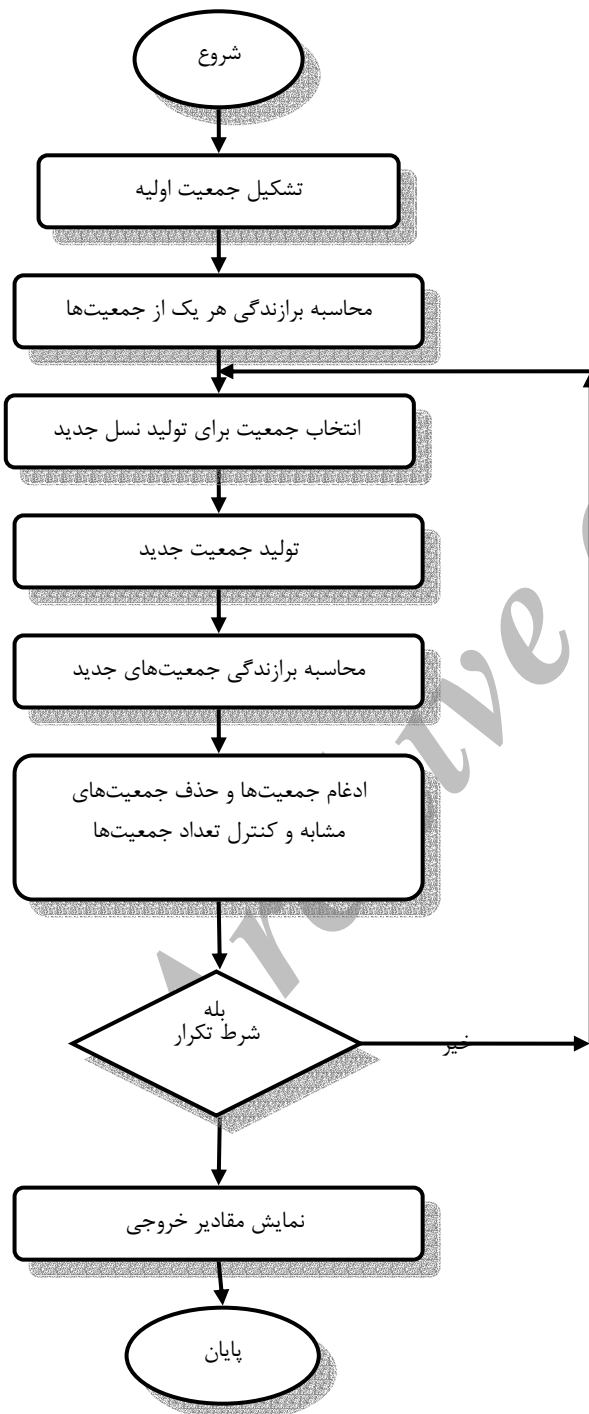 شروع
تشکیل جمعیت اولیه
محاسبه برازندگی هر یک از جمعیت‌ها
انتخاب جمعیت برای تولید نسل جدید
تولید جمعیت جدید
محاسبه برازندگی جمعیت‌های جدید
ادغام جمعیت‌ها و حذف جمعیت‌های
مشابه و کنترل تعداد جمعیت‌ها
بله
شرط تکرار
خیر
نمایش مقادیر خروجی
پایان
Archive